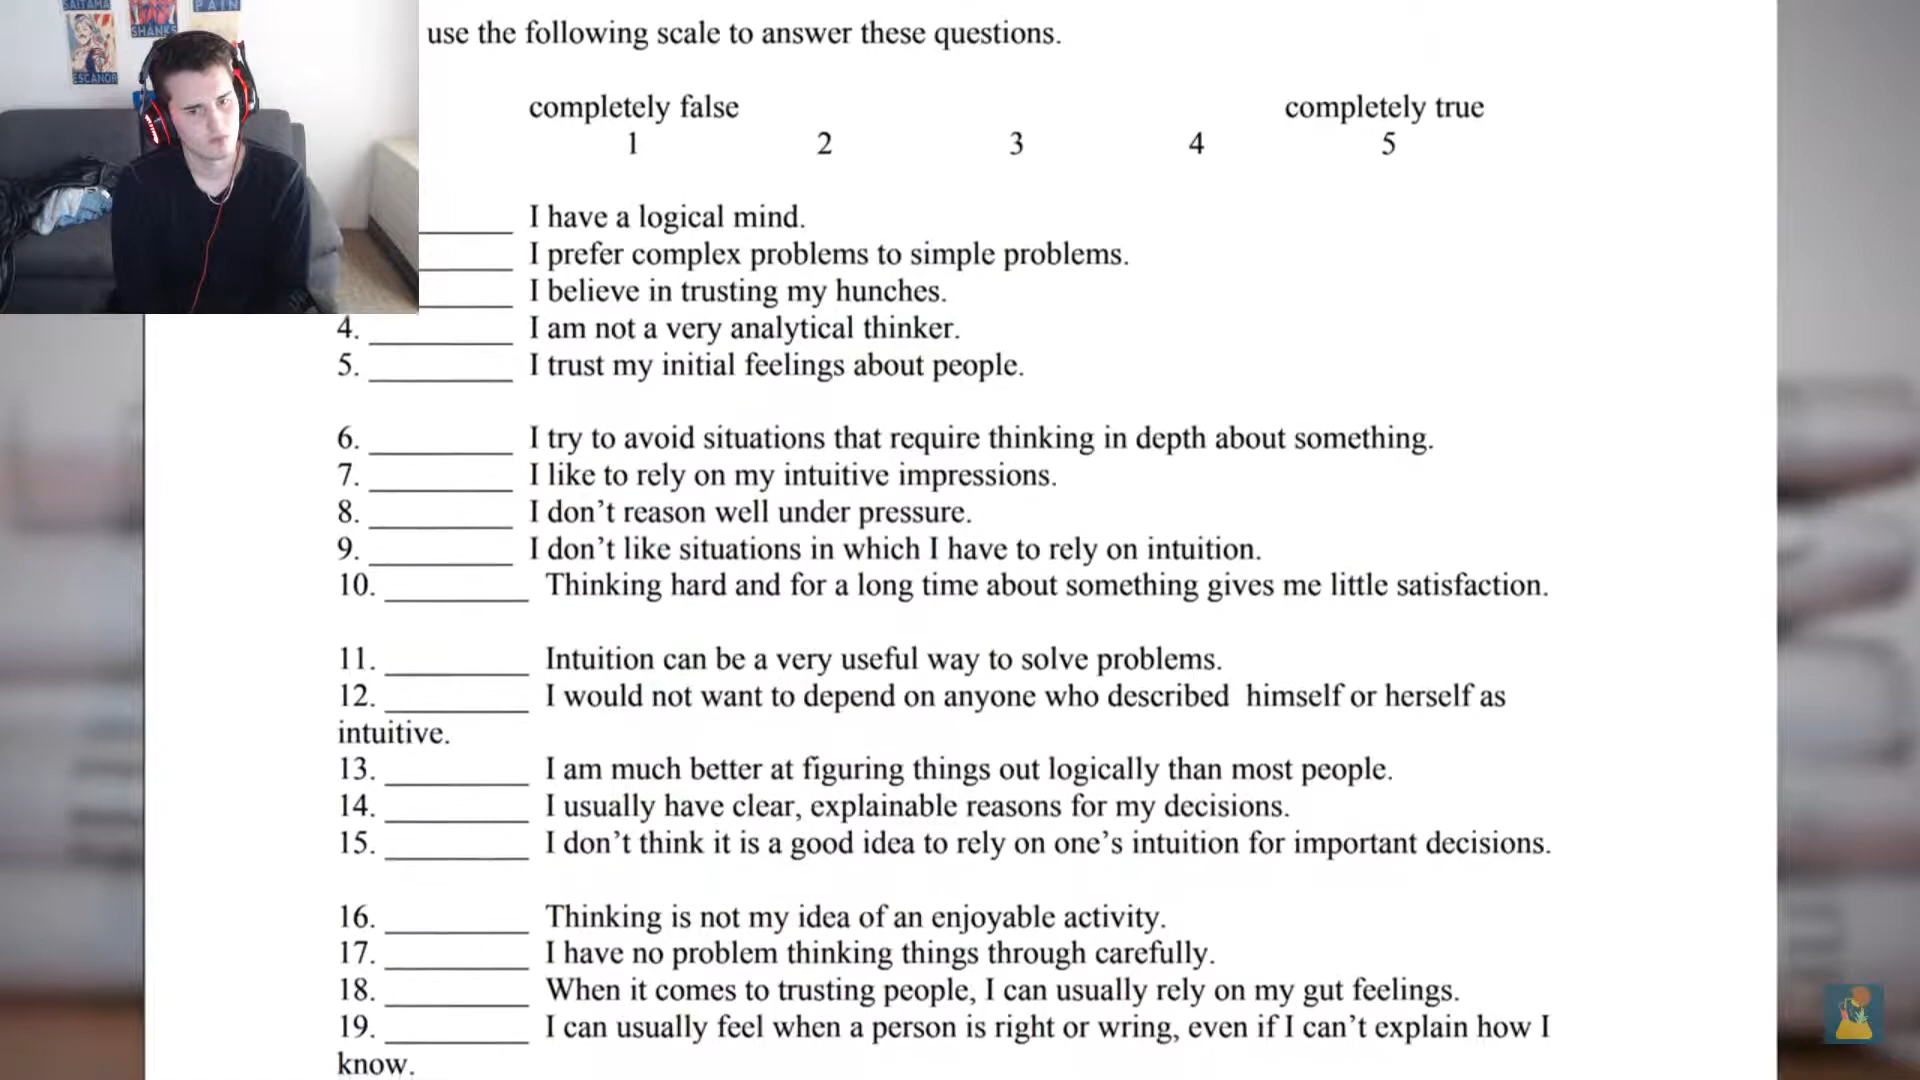 SAITAMA
SHANKS
PAIN
ESCANOR
use the following scale to answer these questions.
completely false completely true
1 2 3 4 5
_________ I have a logical mind.
_________ I prefer complex problems to simple problems.
_________ I believe in trusting my hunches.
4. _________ I am not a very analytical thinker.
5. _________ I trust my initial feelings about people.
6. _________ I try to avoid situations that require thinking in depth about something.
7. _________ I like to rely on my intuitive impressions.
8. _________ I don’t reason well under pressure.
9. _________ I don’t like situations in which I have to rely on intuition.
10. _________ Thinking hard and for a long time about something gives me little satisfaction.
11. _________ Intuition can be a very useful way to solve problems.
12. _________ I would not want to depend on anyone who described himself or herself as
intuitive.
13. _________ I am much better at figuring things out logically than most people.
14. _________ I usually have clear, explainable reasons for my decisions.
15. _________ I don’t think it is a good idea to rely on one’s intuition for important decisions.
16. _________ Thinking is not my idea of an enjoyable activity.
17. _________ I have no problem thinking things through carefully.
18. _________ When it comes to trusting people, I can usually rely on my gut feelings.
19. _________ I can usually feel when a person is right or wring, even if I can’t explain how I
know.